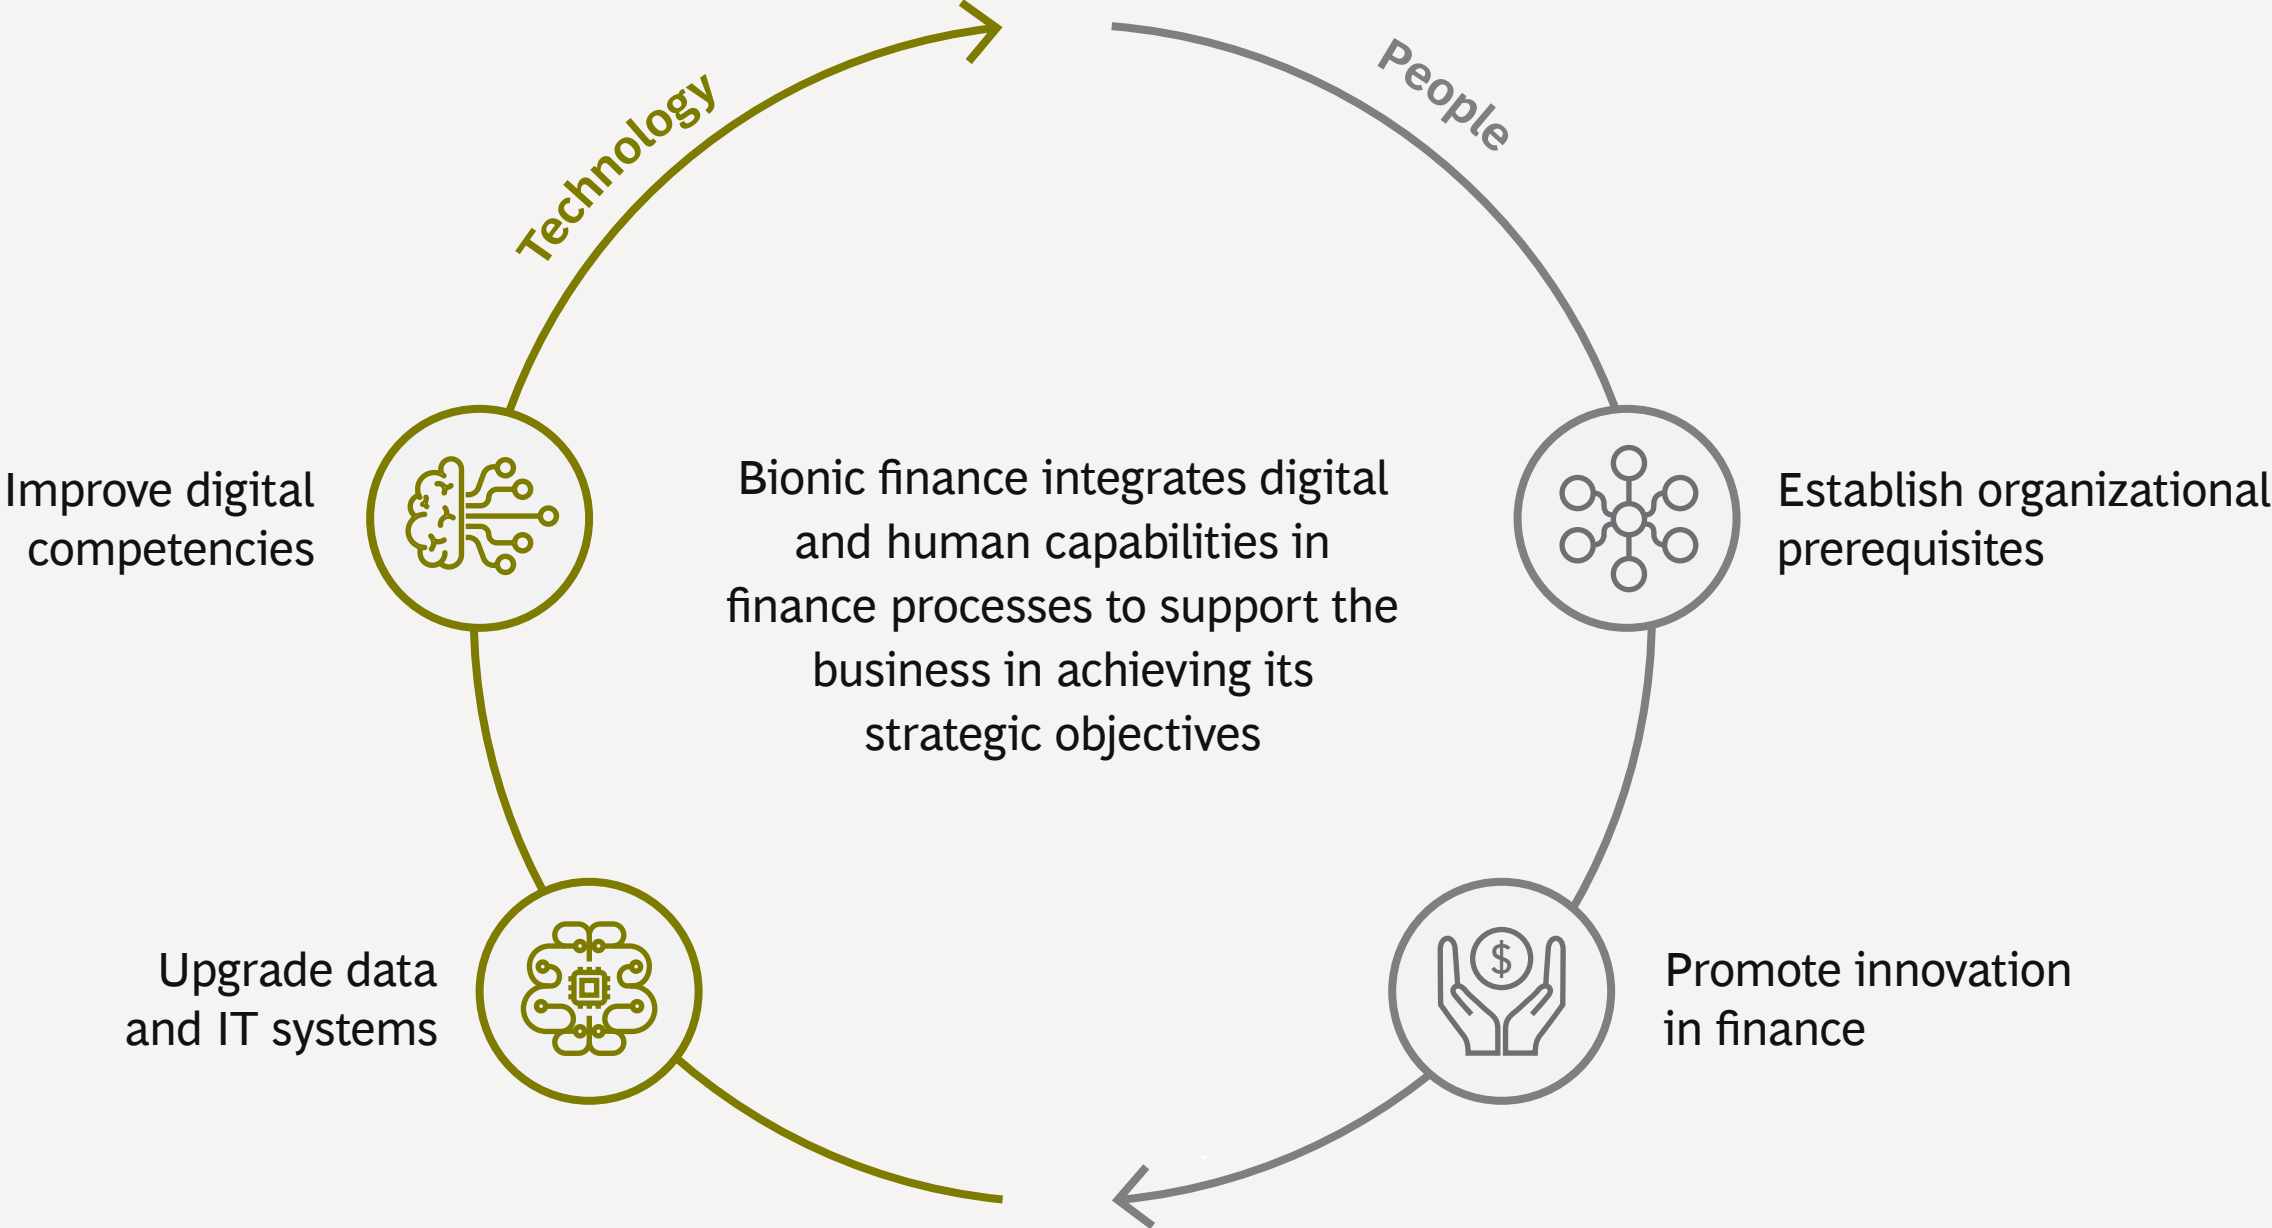 Technology
People
Improve digital
competencies
Bionic finance integrates digital
and human capabilities in
finance processes to support the
business in achieving its
strategic objectives
Establish organizational
prerequisites
Upgrade data
and IT systems
$
Promote innovation
in finance